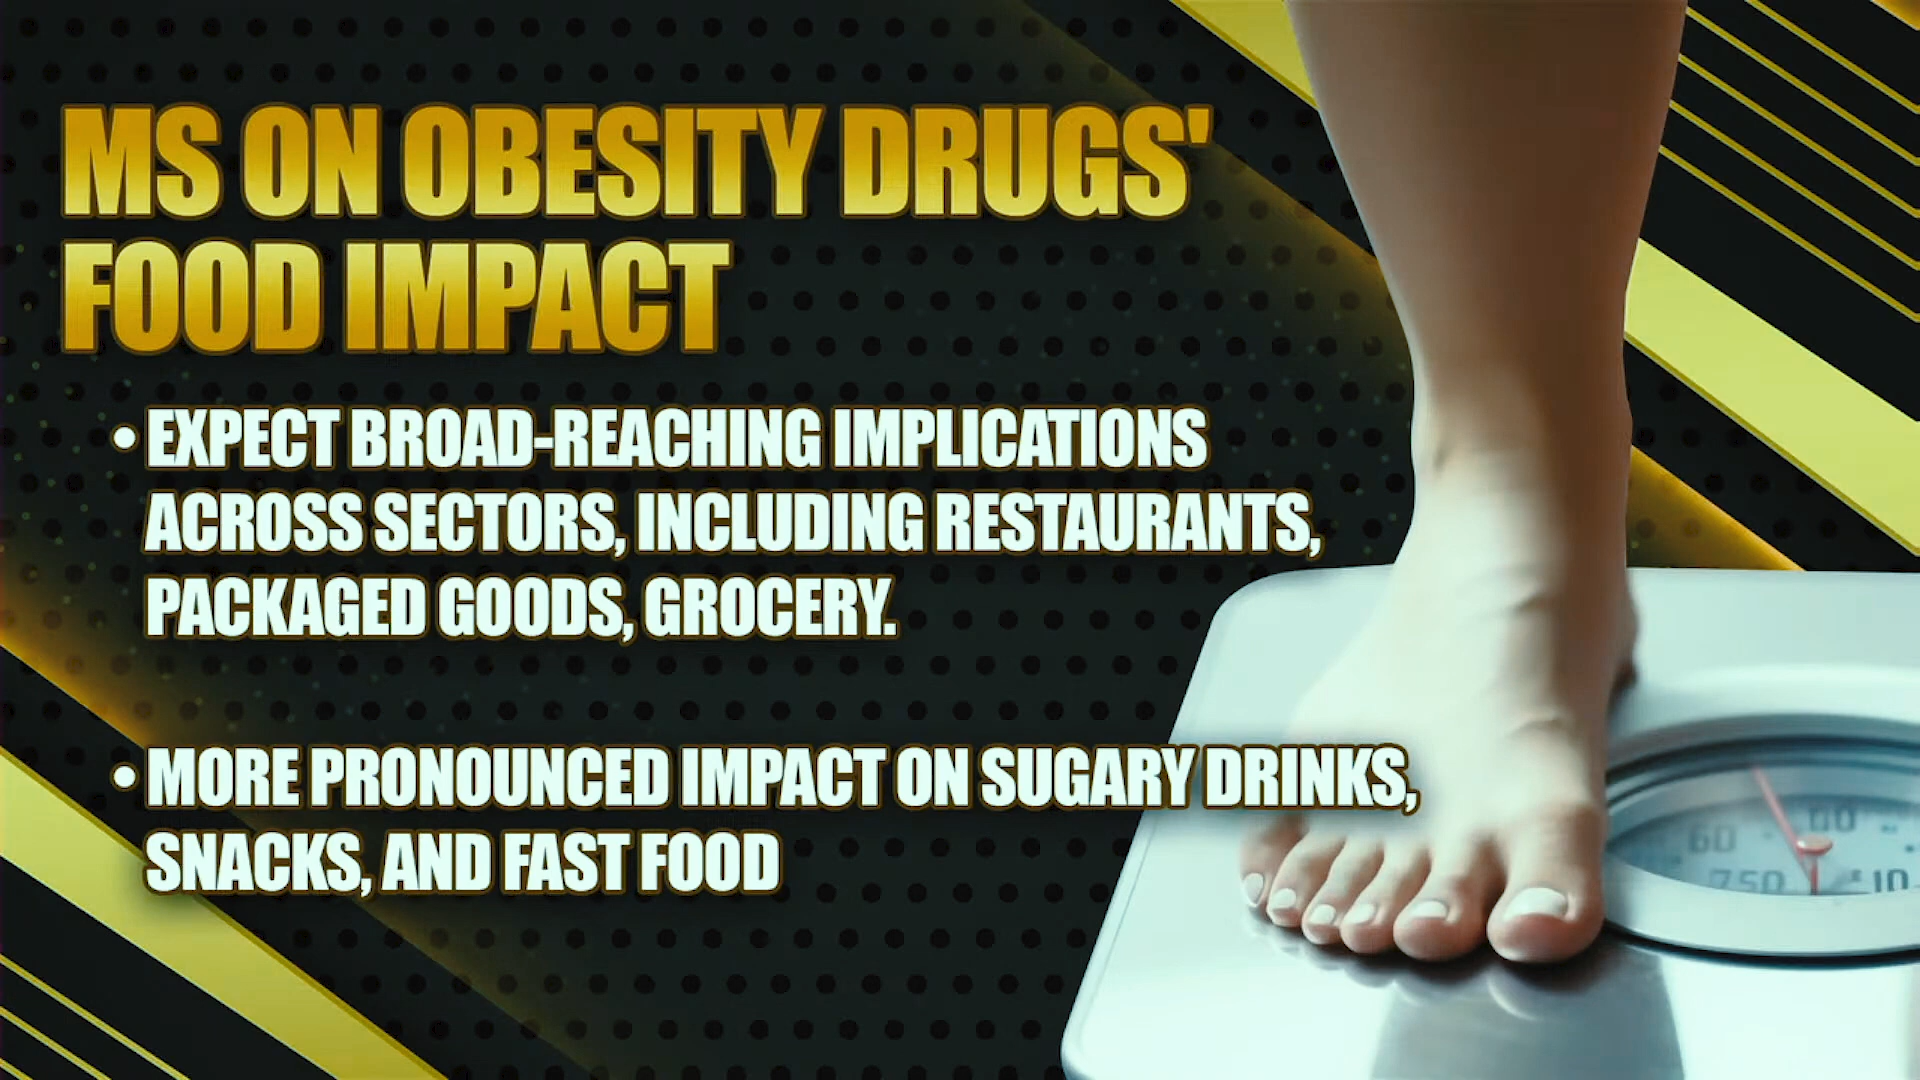 MS ON OBESITY DRUGS'
FOOD IMPACT
• EXPECT BROAD-REACHING IMPLICATIONS
ACROSS SECTORS, INCLUDING RESTAURANTS,
PACKAGED GOODS, GROCERY.
• MORE PRONOUNCED IMPACT ON SUGARY DRINKS,
SNACKS, AND FAST FOOD